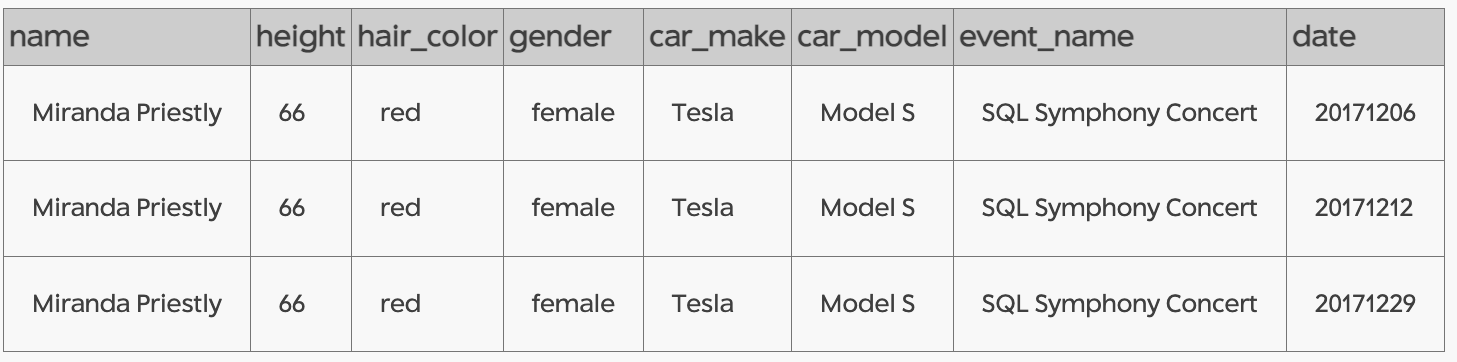 name height hair_color gender car_make car_model event_name date
Miranda Priestly 66 red female Tesla Model S SQL Symphony Concert 20171206
Miranda Priestly 66 red female Tesla Model S SQL Symphony Concert 20171212
Miranda Priestly 66 red female Tesla Model S SQL Symphony Concert 20171229